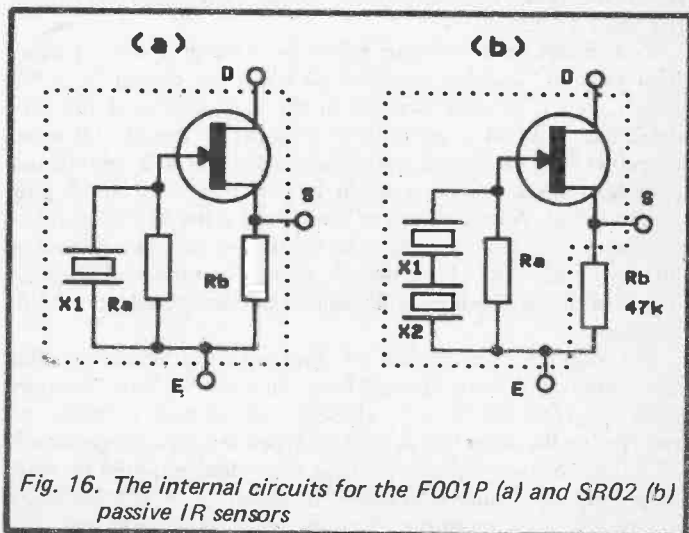 (a)
(b)
D
D
S
S
X1
Ra
Rb
X1
X2
Ra
Rb
47k
E
E
Fig. 16. The internal circuits for the F001P (a) and SR02 (b)
passive IR sensors